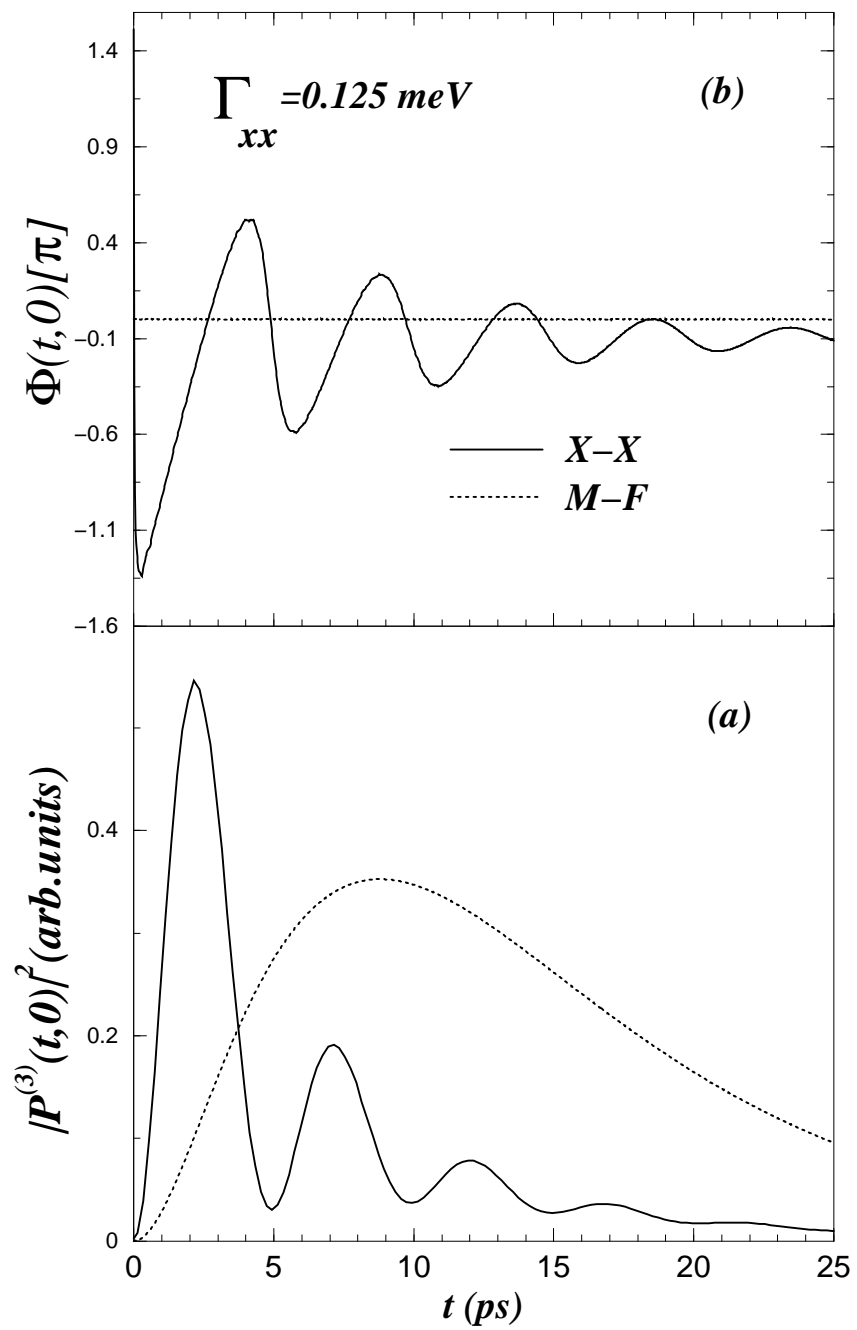 1.4
0.9
0.4
−0.1
−0.6
−1.1
−1.6
Φ(t,0)[π]
Γxx=0.125 meV
(b)
X−X
M−F
(a)
0.4
0.2
0
|P(3)(t,0)|2(arb.units)
0 5 10 15 20 25
t (ps)